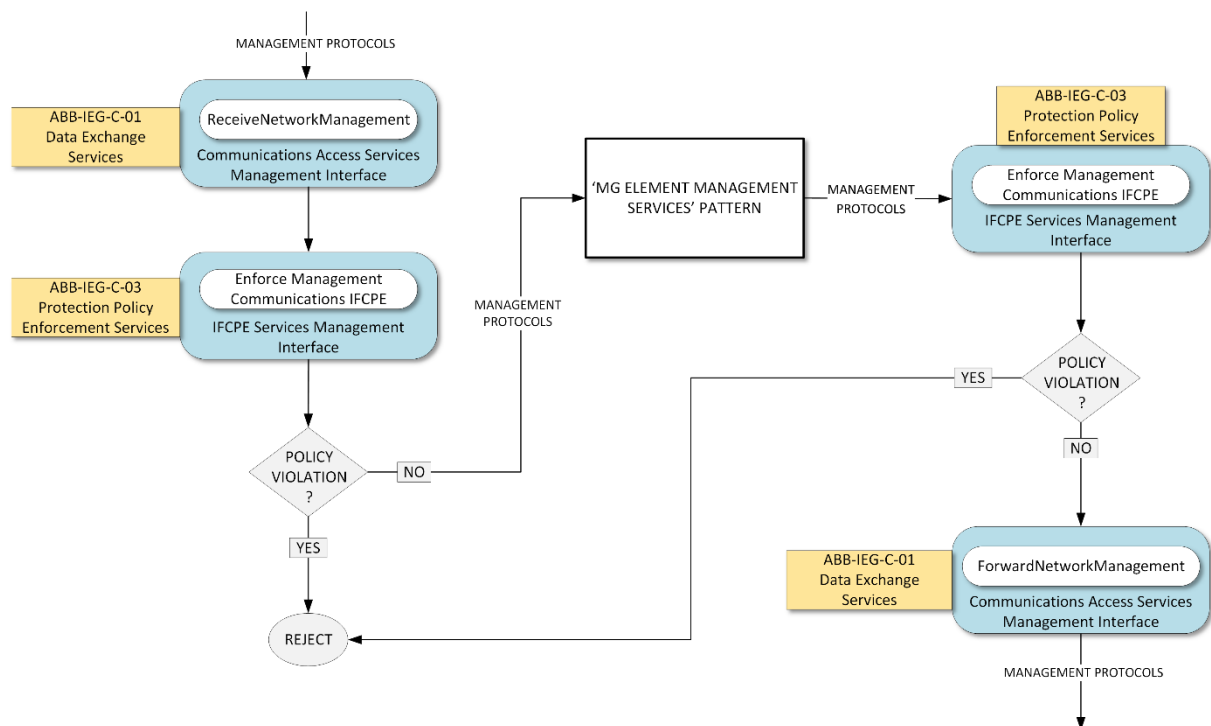 MANAGEMENT PROTOCOLS
ABB-IEG-C-01
Data Exchange
Services
ReceiveNetworkManagement
Communications Access Services
Management Interface
ABB-IEG-C-03
Protection Policy
Enforcement Services
Enforce Management
Communications IFCPE
IFCPE Services Management
Interface
POLICY
VIOLATION
?
NO
YES
REJECT
MANAGEMENT
PROTOCOLS
‘MG ELEMENT MANAGEMENT
SERVICES’ PATTERN
MANAGEMENT
PROTOCOLS
ABB-IEG-C-03
Protection Policy
Enforcement Services
Enforce Management
Communications IFCPE
IFCPE Services Management
Interface
POLICY
VIOLATION
?
YES
NO
ABB-IEG-C-01
Data Exchange
Services
ForwardNetworkManagement
Communications Access Services
Management Interface
MANAGEMENT PROTOCOLS